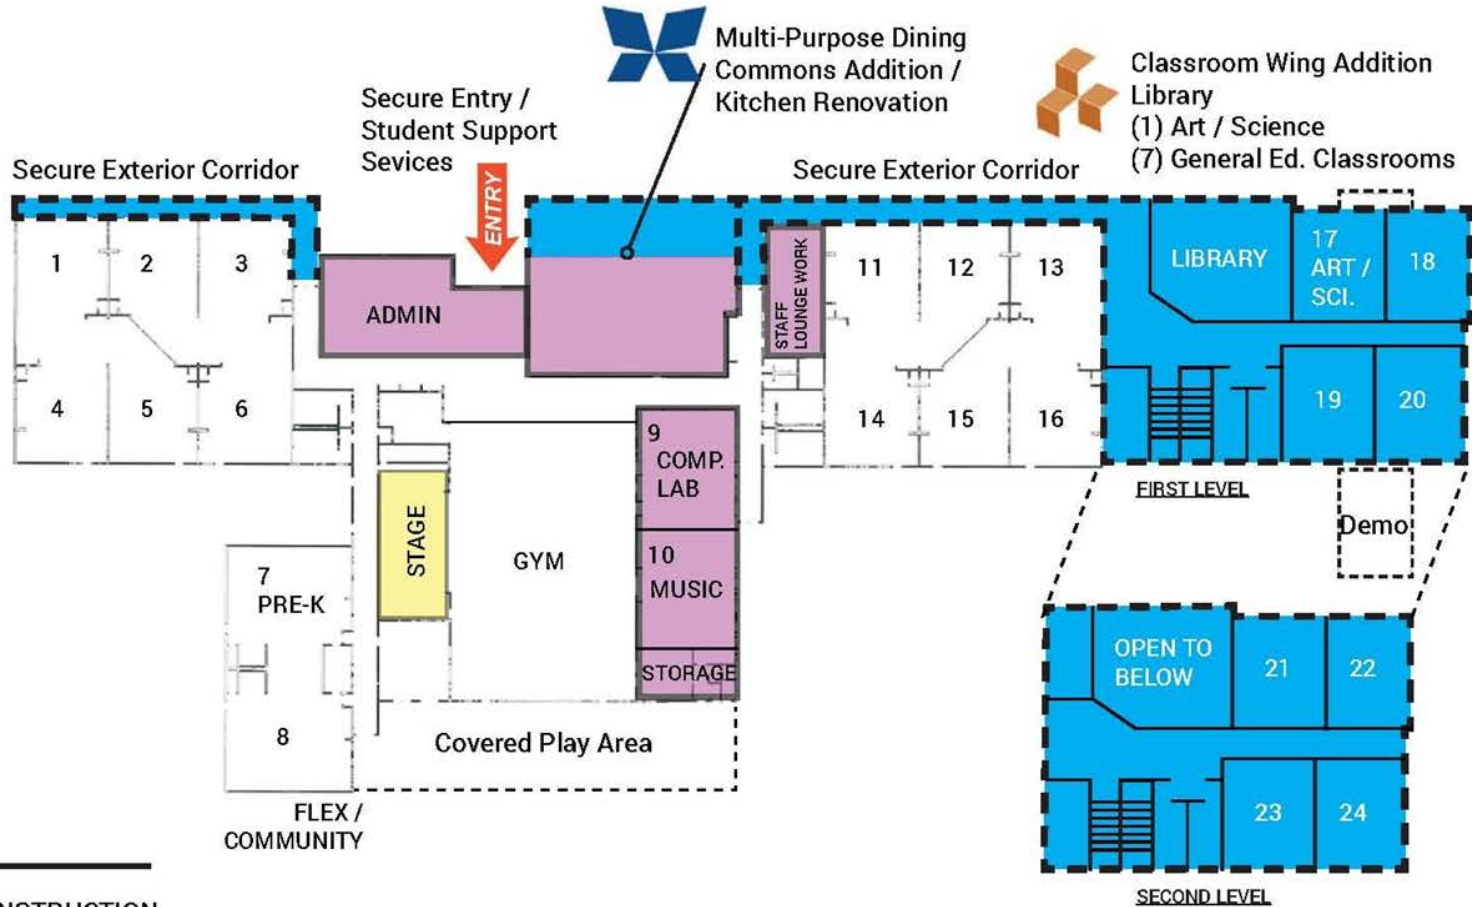 Multi-Purpose Dining
Commons Addition /
Kitchen Renovation
Classroom Wing Addition
Library
(1) Art / Science
(7) General Ed. Classrooms
Secure Entry /
Student Support
Sevices
Secure Exterior Corridor
ENTRY
Secure Exterior Corridor
1
2
3
4
5
6
ADMIN
STAFF
LOUNGE WORK
11
12
13
14
15
16
LIBRARY
17
ART /
SCI.
18
19
20
FIRST LEVEL
Demo
9
COMP.
LAB
10
MUSIC
STORAGE
STAGE
GYM
7
PRE-K
8
Covered Play Area
FLEX /
COMMUNITY
OPEN TO
BELOW
21
22
23
24
SECOND LEVEL